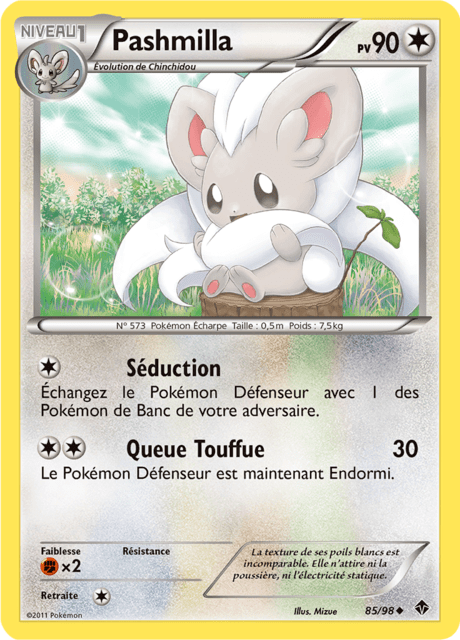 NIVEAU 1
Pashmilla
PV 90
Évolution de Chinchidou
N° 573 Pokémon Écharpe Taille : 0,5m Poids : 7,5kg
Séduction
Échangez le Pokémon Défenseur avec 1 des
Pokémon de Banc de votre adversaire.
Queue Touffue 30
Le Pokémon Défenseur est maintenant Endormi.
Faiblesse Résistance
×2
Retraite
La texture de ses poils blancs est
incomparable. Elle n'attire ni la
poussière, ni l'électricité statique.
Illus. Mizue 85/98
©2011 Pokémon